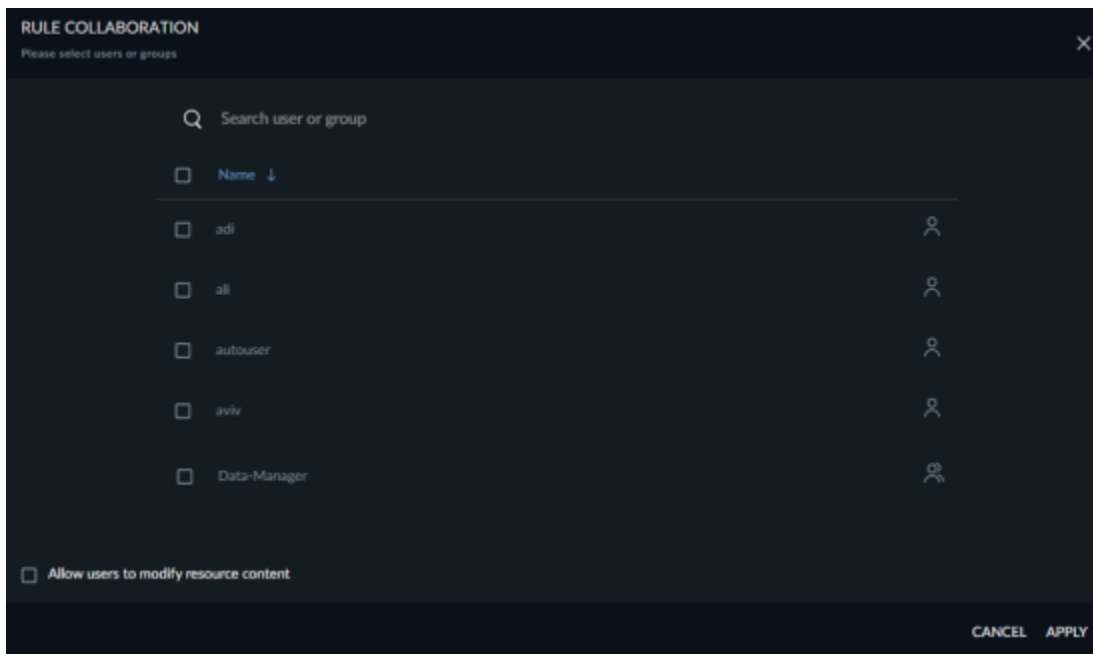 RULE COLLABORATION
Please select users or groups
Search user or group
Name ↓
adi
ali
autouser
aviv
Data-Manager
Allow users to modify resource content
CANCEL APPLY